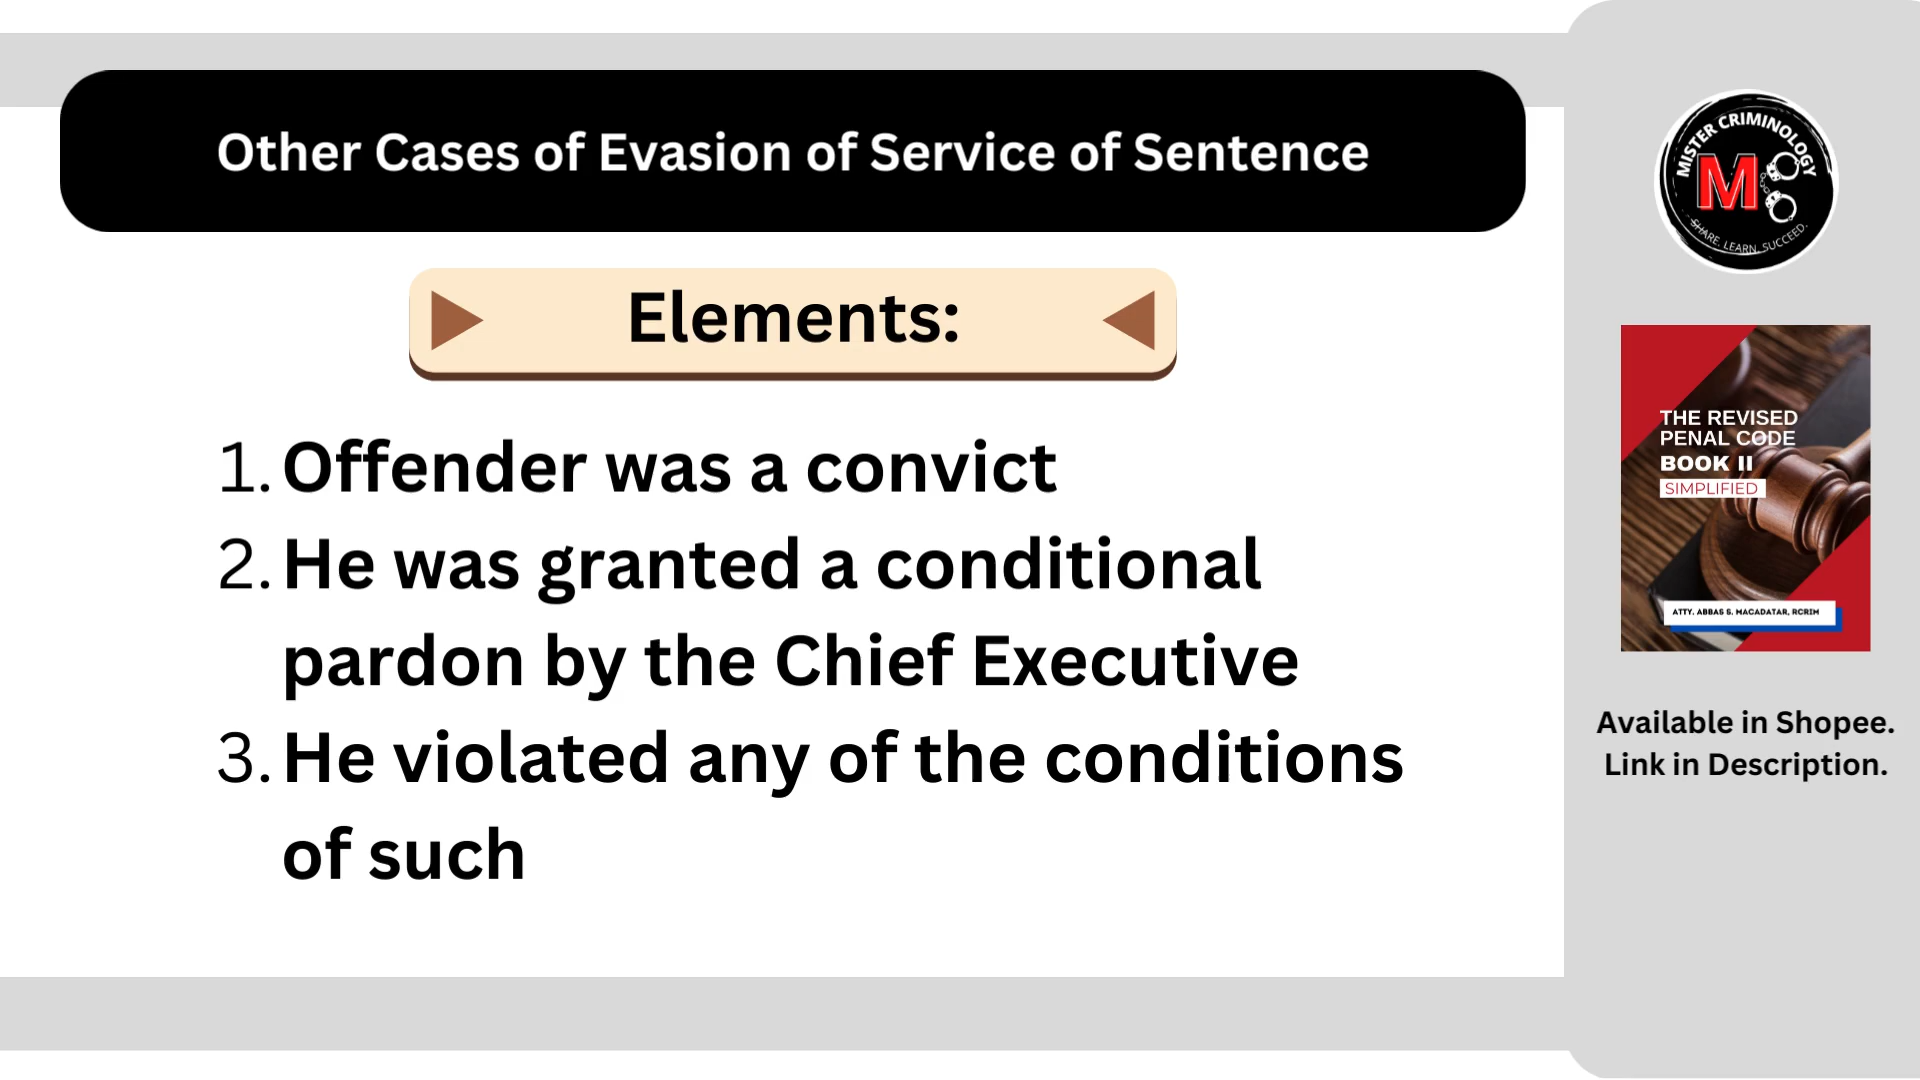 Other Cases of Evasion of Service of Sentence
Elements:
1. Offender was a convict
2. He was granted a conditional
pardon by the Chief Executive
3. He violated any of the conditions
of such
MISTER CRIMINOLOGY
M
SHARE. LEARN. SUCCEED.
THE REVISED
PENAL CODE
BOOK II
SIMPLIFIED
ATTY. ABBAS S. MACADATAR, RCRIM
Available in Shopee.
Link in Description.